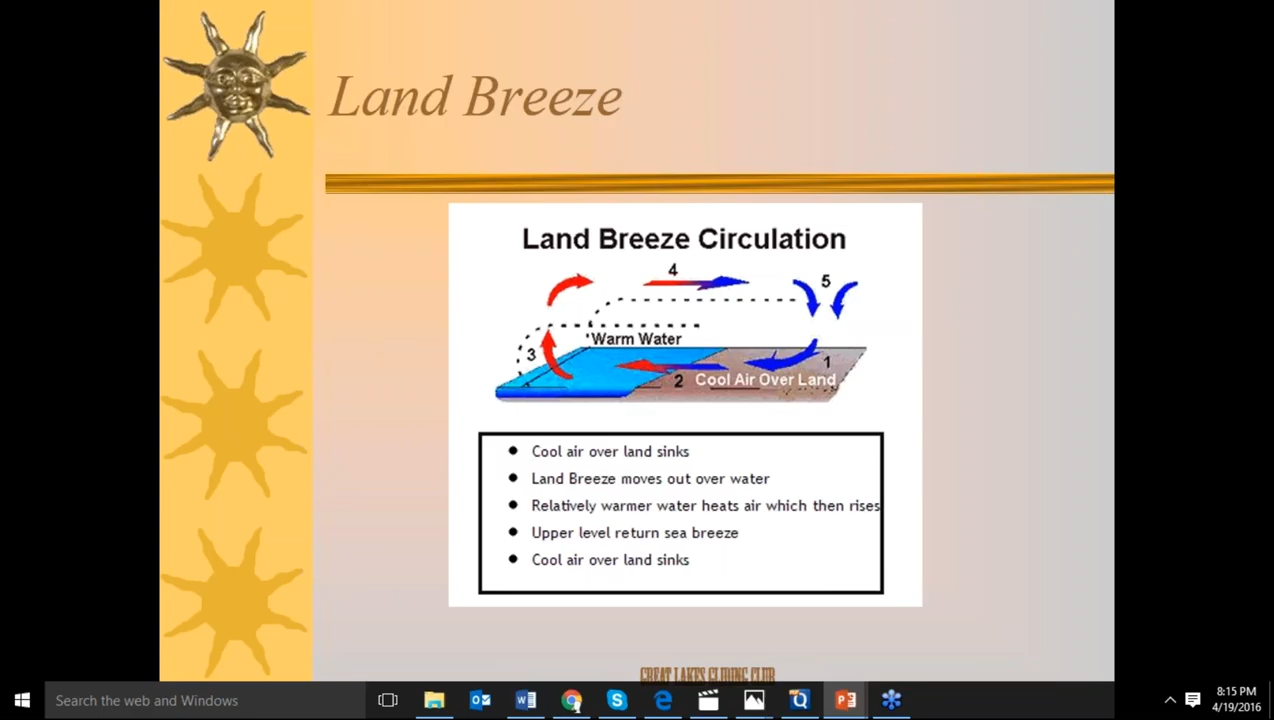 Land Breeze
Land Breeze Circulation
4
5
Warm Water
3
1
2
Cool Air Over Land
Cool air over land sinks
Land Breeze moves out over water
Relatively warmer water heats air which then rises
Upper level return sea breeze
Cool air over land sinks
GREAT LAKES GLIDING CLUB
Search the web and Windows
8:15 PM
4/19/2016